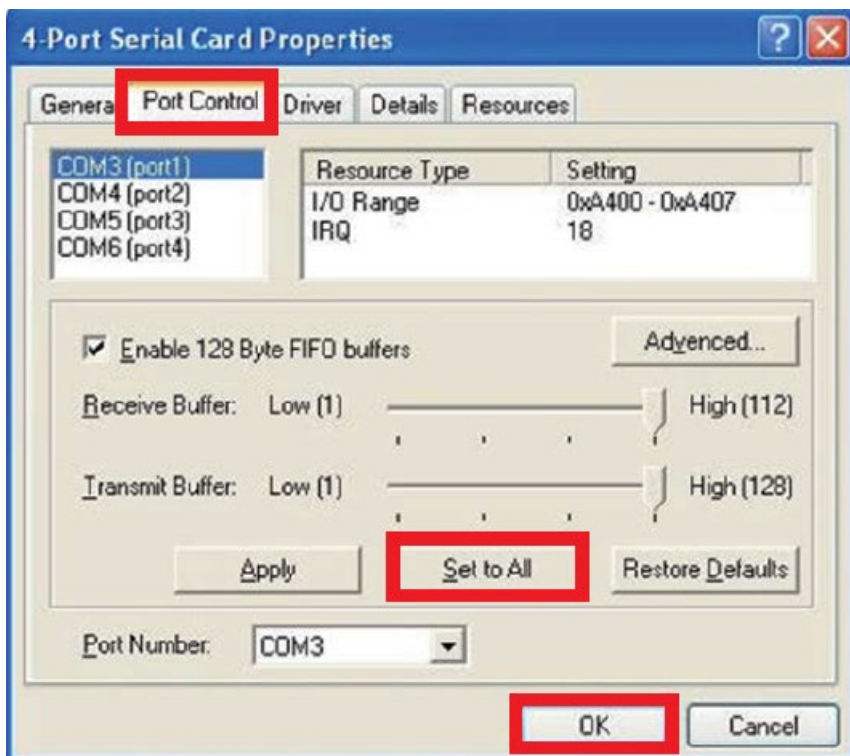 4-Port Serial Card Properties
? X
Genera Port Control Driver Details Resources
COM3 (port1)
COM4 (port2)
COM5 (port3)
COM6 (port4)
Resource Type Setting
I/O Range 0xA400 - 0xA407
IRQ 18
Enable 128 Byte FIFO buffers
Advenced...
Receive Buffer: Low (1) High (112)
Transmit Buffer: Low (1) High (128)
Apply Set to All Restore Defaults
Port Number: COM3
OK Cancel